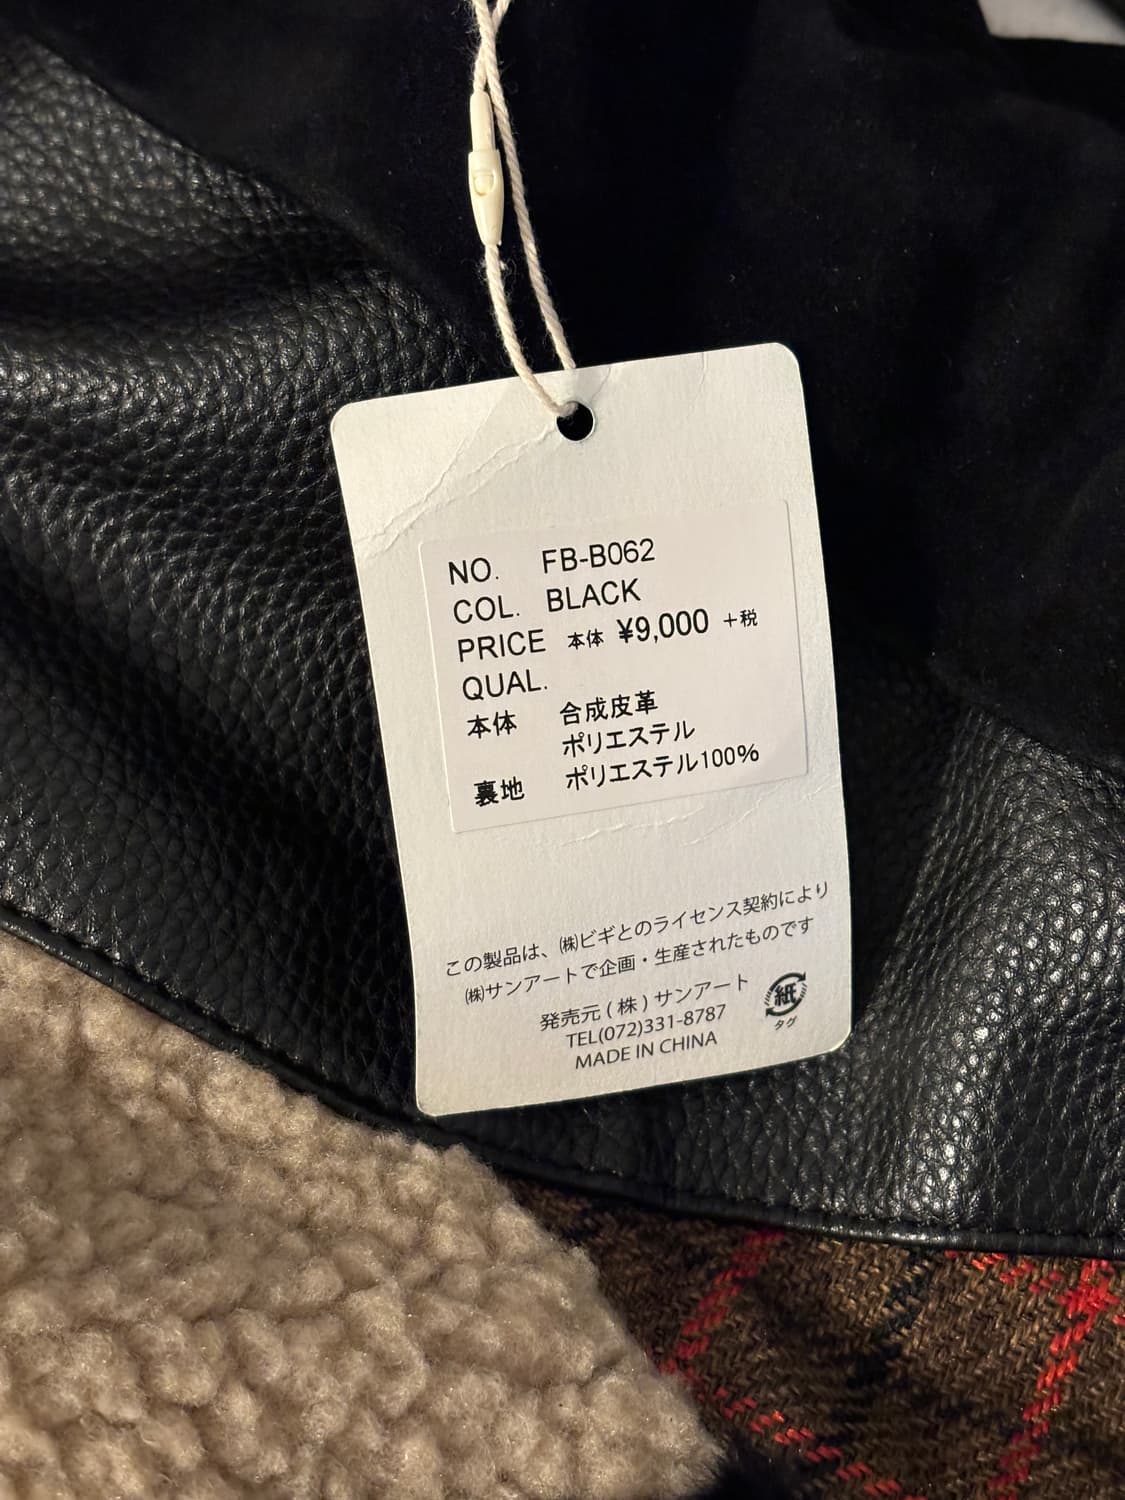 NO. FB-B062
COL. BLACK
PRICE 本体 ¥9,000 +税
QUAL.
本体 合成皮革
ポリエステル
裏地 ポリエステル100%
この製品は、㈱ビギとのライセンス契約により
㈱サンアートで企画・生産されたものです
発売元(株)サンアート
TEL(072)331-8787
MADE IN CHINA
紙
タグ